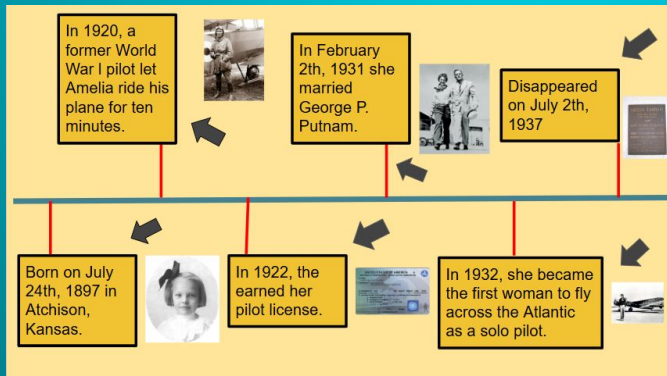 In 1920, a
former World
War I pilot let
Amelia ride his
plane for ten
minutes.
In February
2th, 1931 she
married
George P.
Putnam.
Disappeared
on July 2th,
1937
Born on July
24th, 1897 in
Atchison,
Kansas.
In 1922, the
earned her
pilot license.
In 1932, she became
the first woman to fly
across the Atlantic
as a solo pilot.